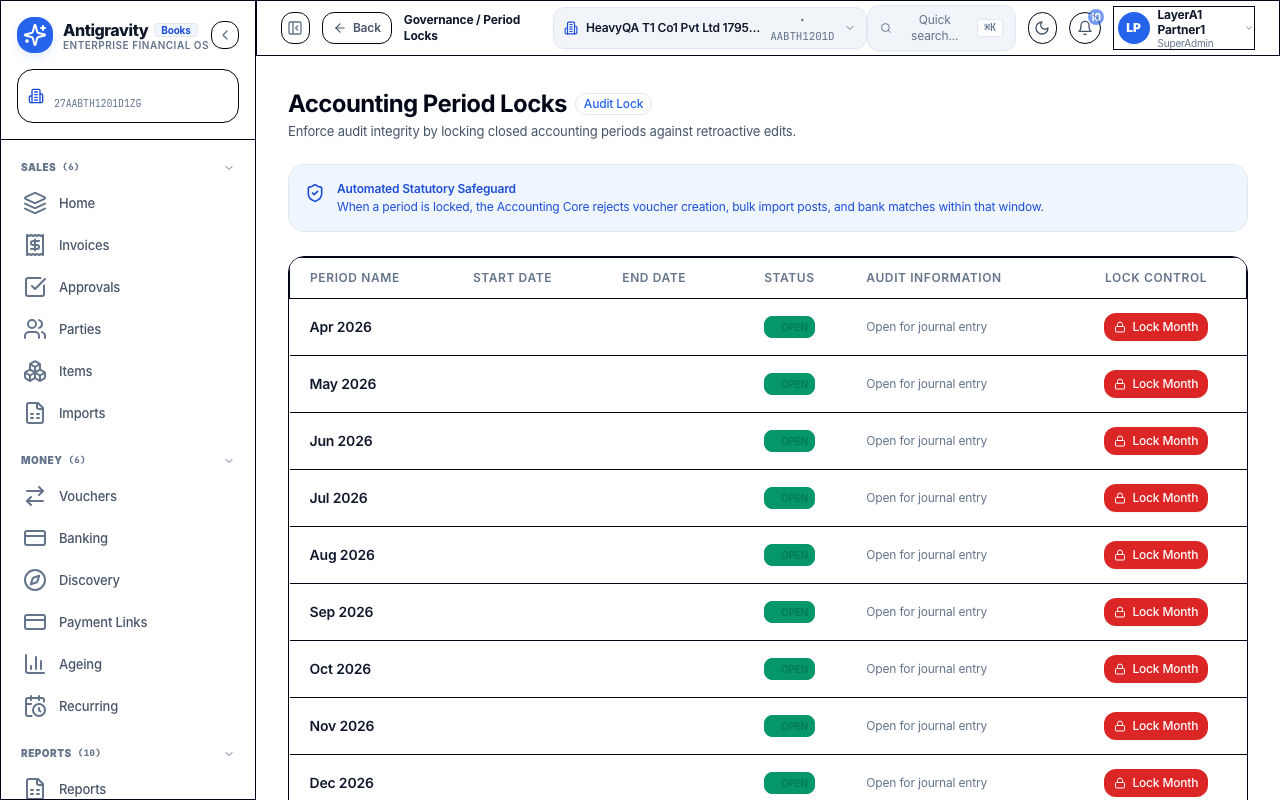 Antigravity Books
ENTERPRISE FINANCIAL OS
27AABTH1201D1ZG
SALES (6)
Home
Invoices
Approvals
Parties
Items
Imports
MONEY (6)
Vouchers
Banking
Discovery
Payment Links
Ageing
Recurring
REPORTS (10)
Reports
Back
Governance / Period Locks
HeavyQA T1 Co1 Pvt Ltd 1795... • AABTH1201D
Quick search... ⌘K
10
LP
LayerA1 Partner1
SuperAdmin
Accounting Period Locks Audit Lock
Enforce audit integrity by locking closed accounting periods against retroactive edits.
Automated Statutory Safeguard
When a period is locked, the Accounting Core rejects voucher creation, bulk import posts, and bank matches within that window.
PERIOD NAME START DATE END DATE STATUS AUDIT INFORMATION LOCK CONTROL
Apr 2026 OPEN Open for journal entry Lock Month
May 2026 OPEN Open for journal entry Lock Month
Jun 2026 OPEN Open for journal entry Lock Month
Jul 2026 OPEN Open for journal entry Lock Month
Aug 2026 OPEN Open for journal entry Lock Month
Sep 2026 OPEN Open for journal entry Lock Month
Oct 2026 OPEN Open for journal entry Lock Month
Nov 2026 OPEN Open for journal entry Lock Month
Dec 2026 OPEN Open for journal entry Lock Month